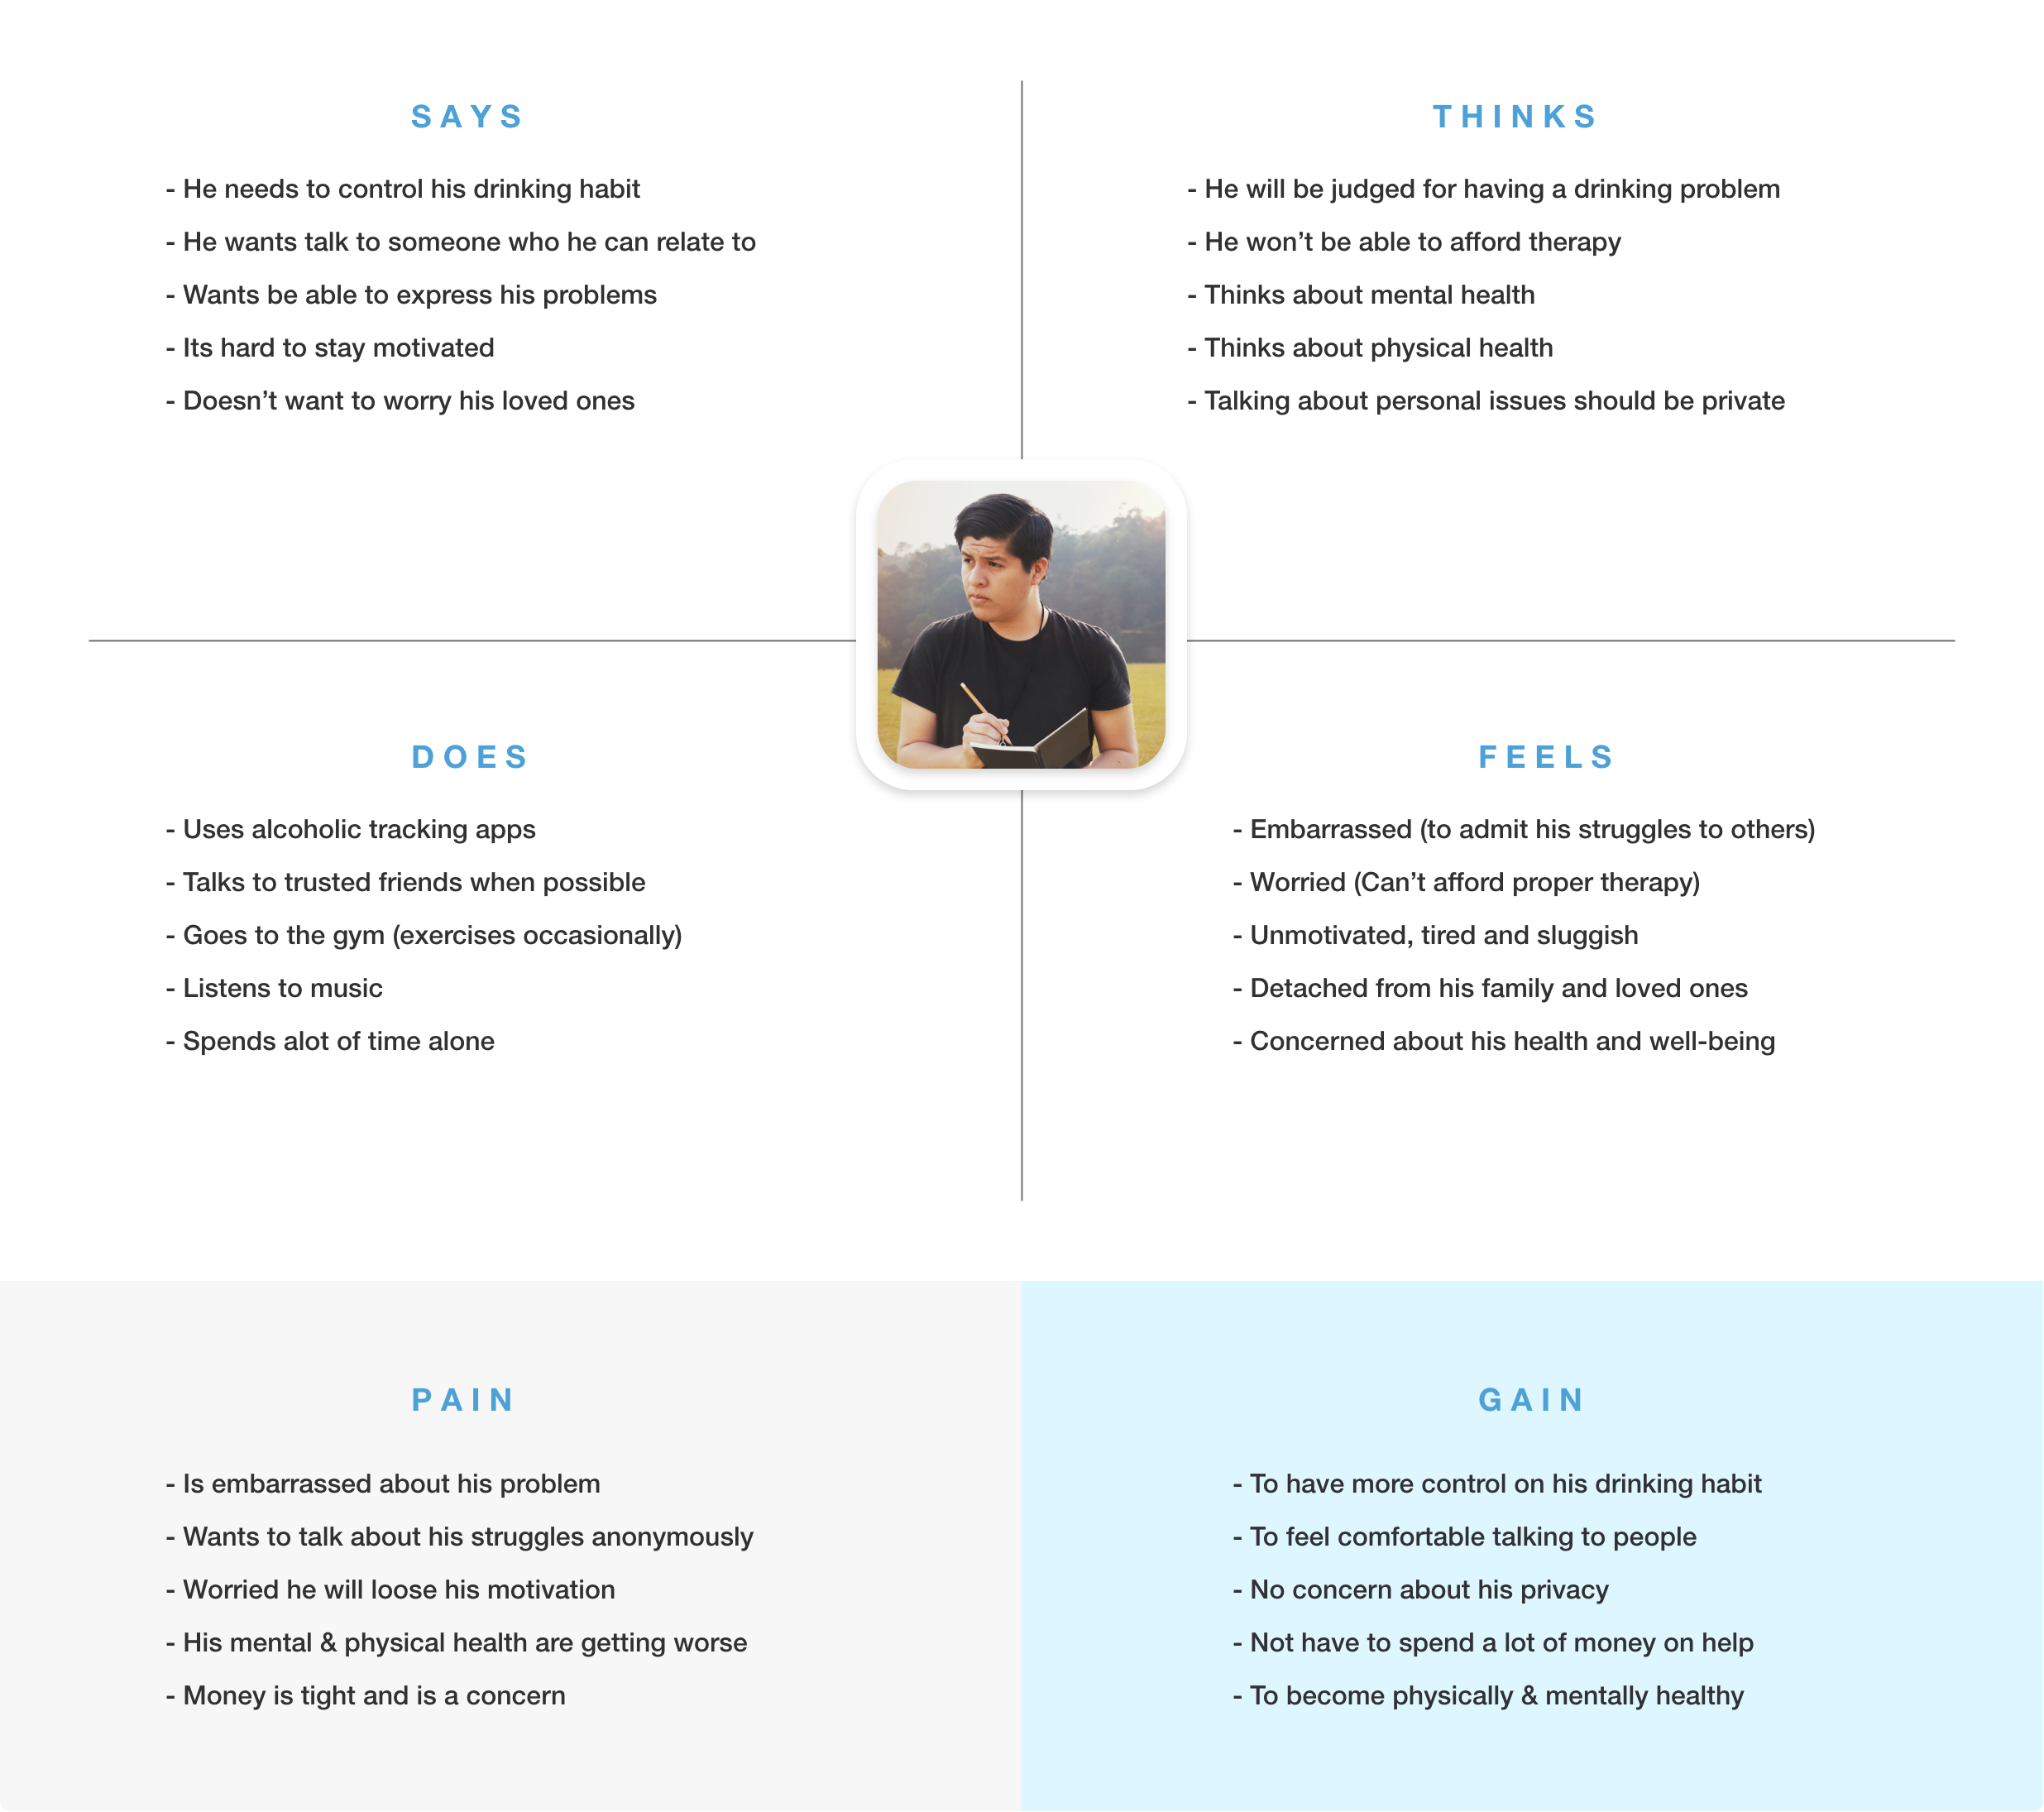 SAYS
- He needs to control his drinking habit
- He wants talk to someone who he can relate to
- Wants be able to express his problems
- Its hard to stay motivated
- Doesn’t want to worry his loved ones
THINKS
- He will be judged for having a drinking problem
- He won’t be able to afford therapy
- Thinks about mental health
- Thinks about physical health
- Talking about personal issues should be private
DOES
- Uses alcoholic tracking apps
- Talks to trusted friends when possible
- Goes to the gym (exercises occasionally)
- Listens to music
- Spends alot of time alone
FEELS
- Embarrassed (to admit his struggles to others)
- Worried (Can’t afford proper therapy)
- Unmotivated, tired and sluggish
- Detached from his family and loved ones
- Concerned about his health and well-being
PAIN
- Is embarrassed about his problem
- Wants to talk about his struggles anonymously
- Worried he will loose his motivation
- His mental & physical health are getting worse
- Money is tight and is a concern
GAIN
- To have more control on his drinking habit
- To feel comfortable talking to people
- No concern about his privacy
- Not have to spend a lot of money on help
- To become physically & mentally healthy